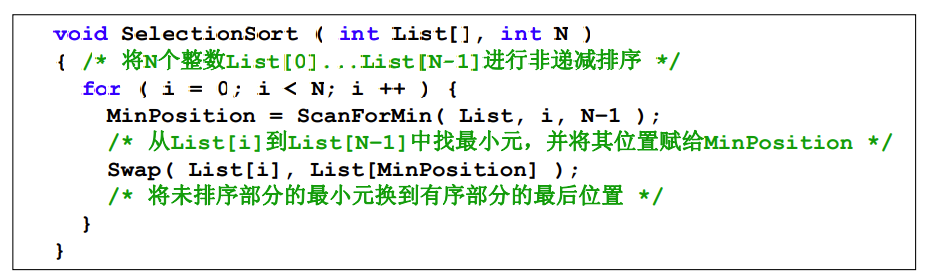 void SelectionSort ( int List[], int N )
{ /* 将N个整数List[0]...List[N-1]进行非递减排序 */
for ( i = 0; i < N; i ++ ) {
MinPosition = ScanForMin( List, i, N–1 );
/* 从List[i]到List[N–1]中找最小元，并将其位置赋给MinPosition */
Swap( List[i], List[MinPosition] );
/* 将未排序部分的最小元换到有序部分的最后位置 */
}
}